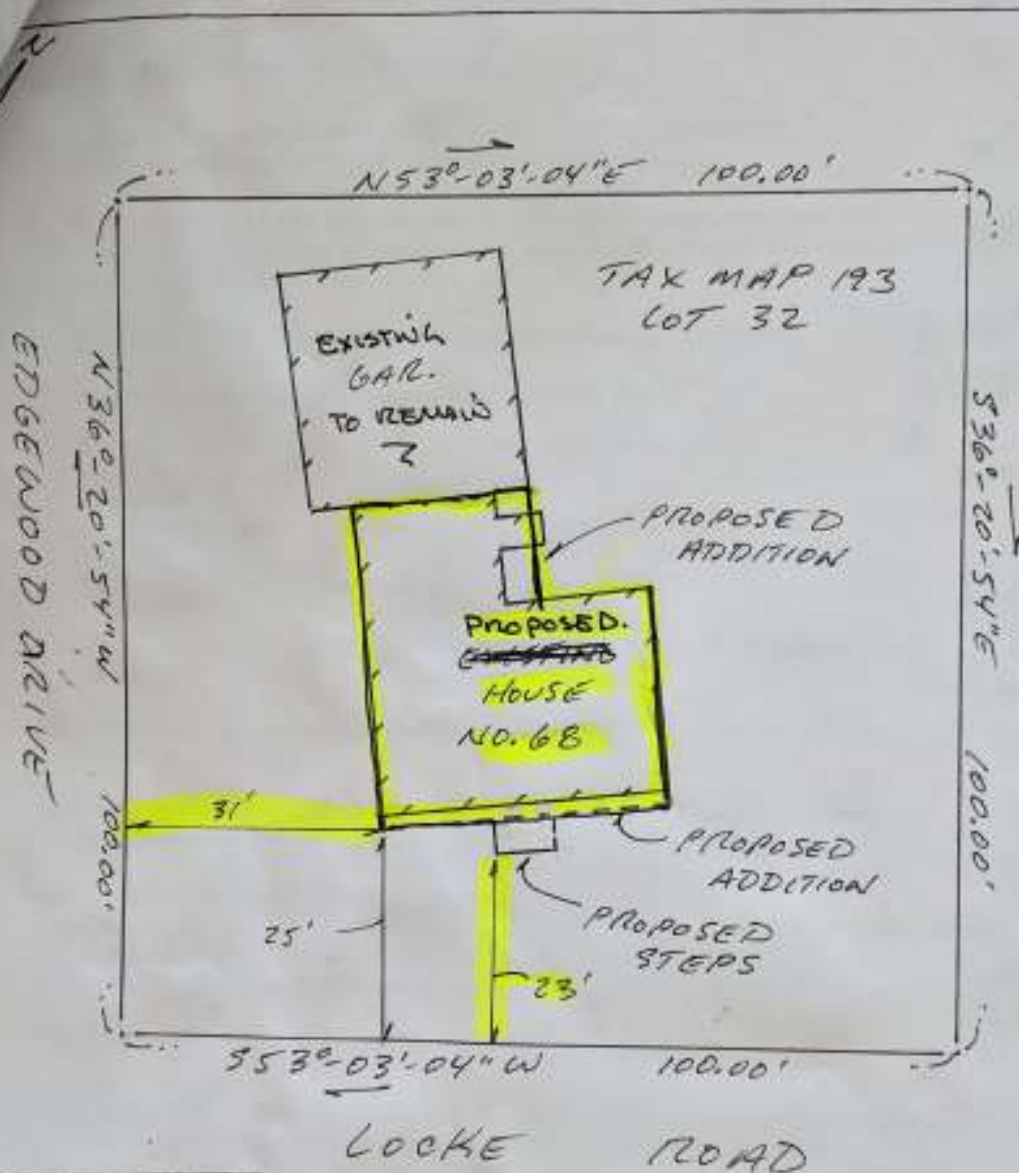 N
N53°-03'-04"E 100.00'
TAX MAP 193
LOT 32
EXISTING
GAR.
TO REMAIN
EDGEWOOD DRIVE
N36°-20'-54"W 100.00'
S36°-20'-54"E 100.00'
PROPOSED
ADDITION
PROPOSED.
HOUSE
NO. 68
31'
PROPOSED
ADDITION
25'
PROPOSED
STEPS
23'
S53°-03'-04"W 100.00'
LOCKE ROAD